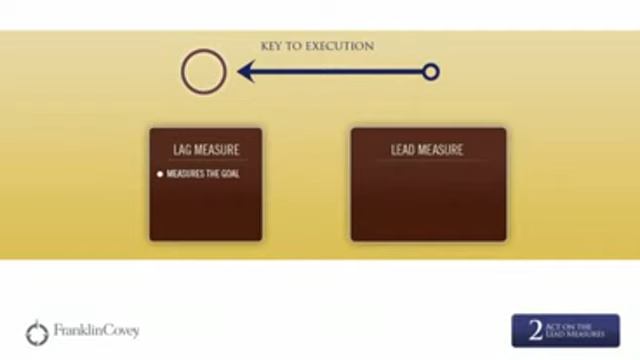 KEY TO EXECUTION
LAG MEASURE
MEASURES THE GOAL
LEAD MEASURE
FranklinCovey
2 ACT ON THE
LEAD MEASURES